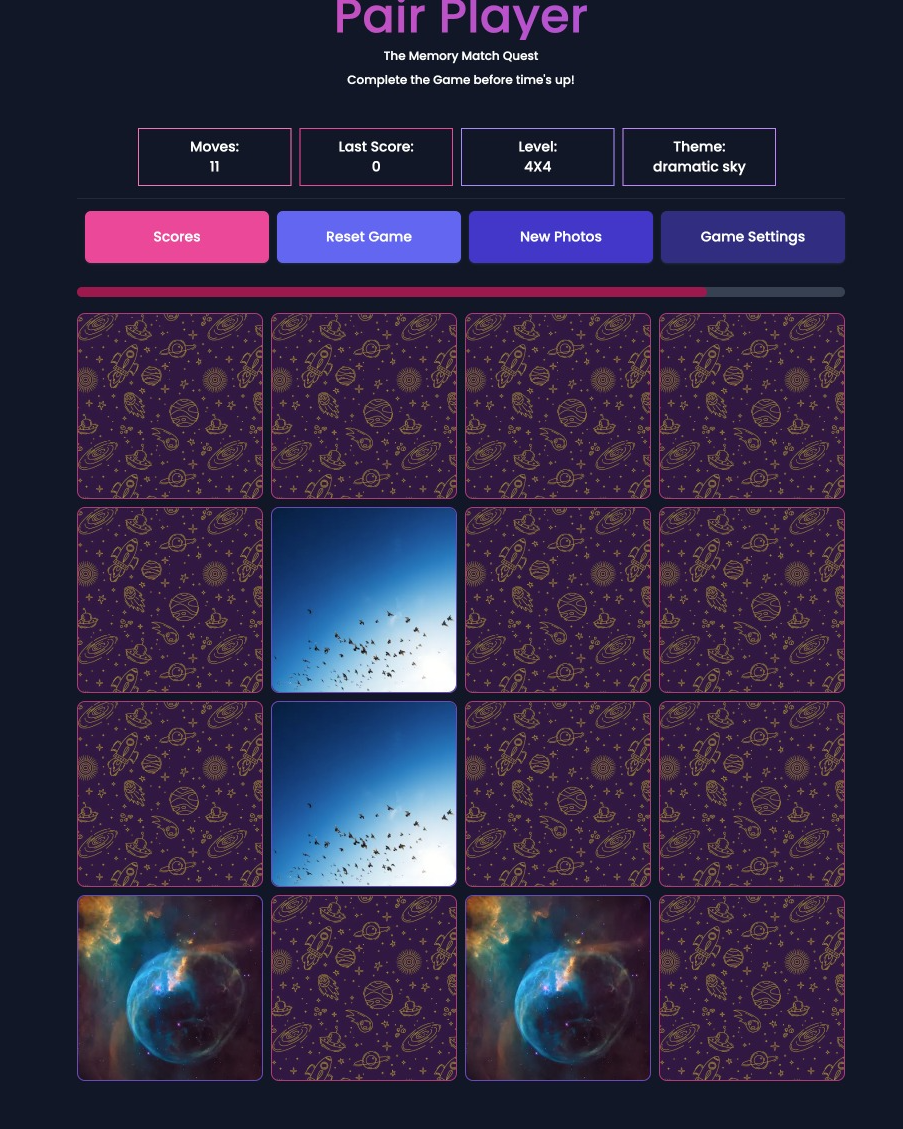 Pair Player
The Memory Match Quest
Complete the Game before time's up!
Moves:
11
Last Score:
0
Level:
4X4
Theme:
dramatic sky
Scores
Reset Game
New Photos
Game Settings